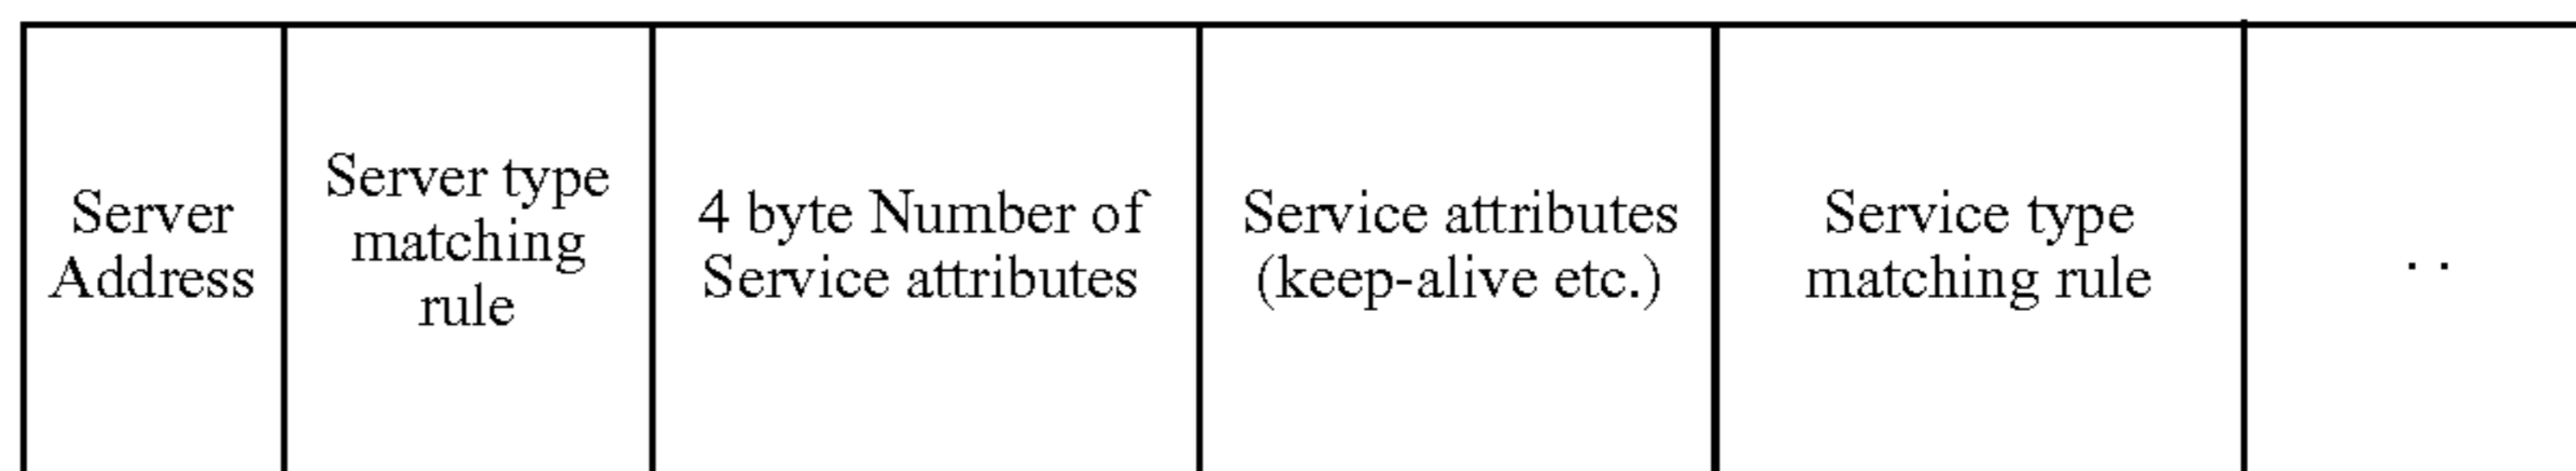 Server
Address
Server type
matching
rule
4 byte Number of
Service attributes
Service attributes
(keep-alive etc.)
Service type
matching rule
. .